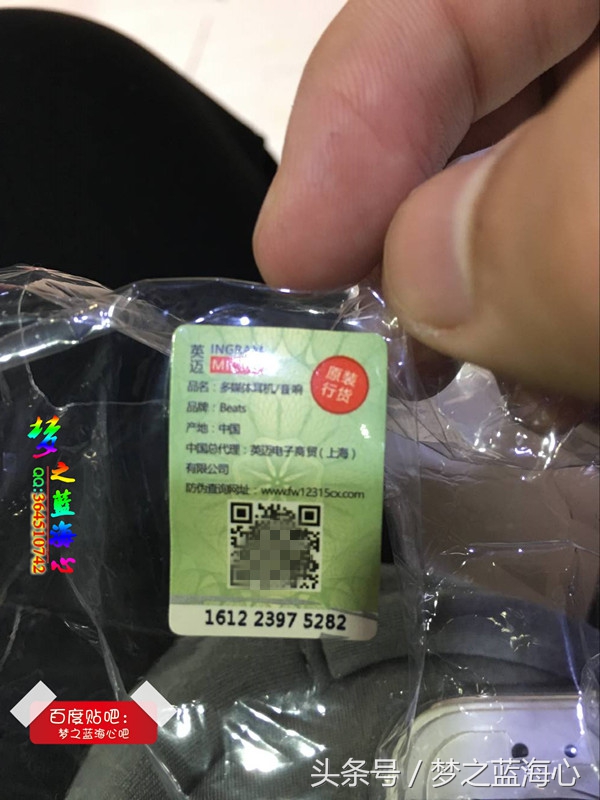 英迈 INGRAM
MICRO
原装
行货
品名：多媒体耳机/音响
品牌：Beats
产地：中国
中国总代理：英迈电子商贸（上海）
有限公司
防伪查询网址：www.fw12315cx.com
1612 2397 5282
梦之蓝海心
QQ:364510742
百度贴吧：
梦之蓝海心吧
头条号 / 梦之蓝海心